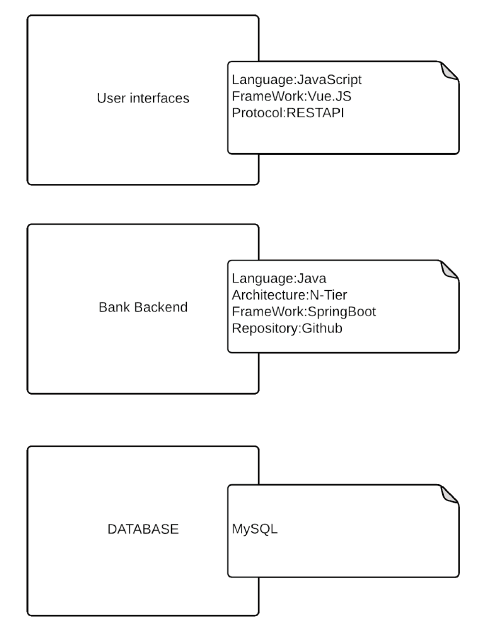 User interfaces
Language:JavaScript
FrameWork:Vue.JS
Protocol:RESTAPI
Bank Backend
Language:Java
Architecture:N-Tier
FrameWork:SpringBoot
Repository:Github
DATABASE
MySQL